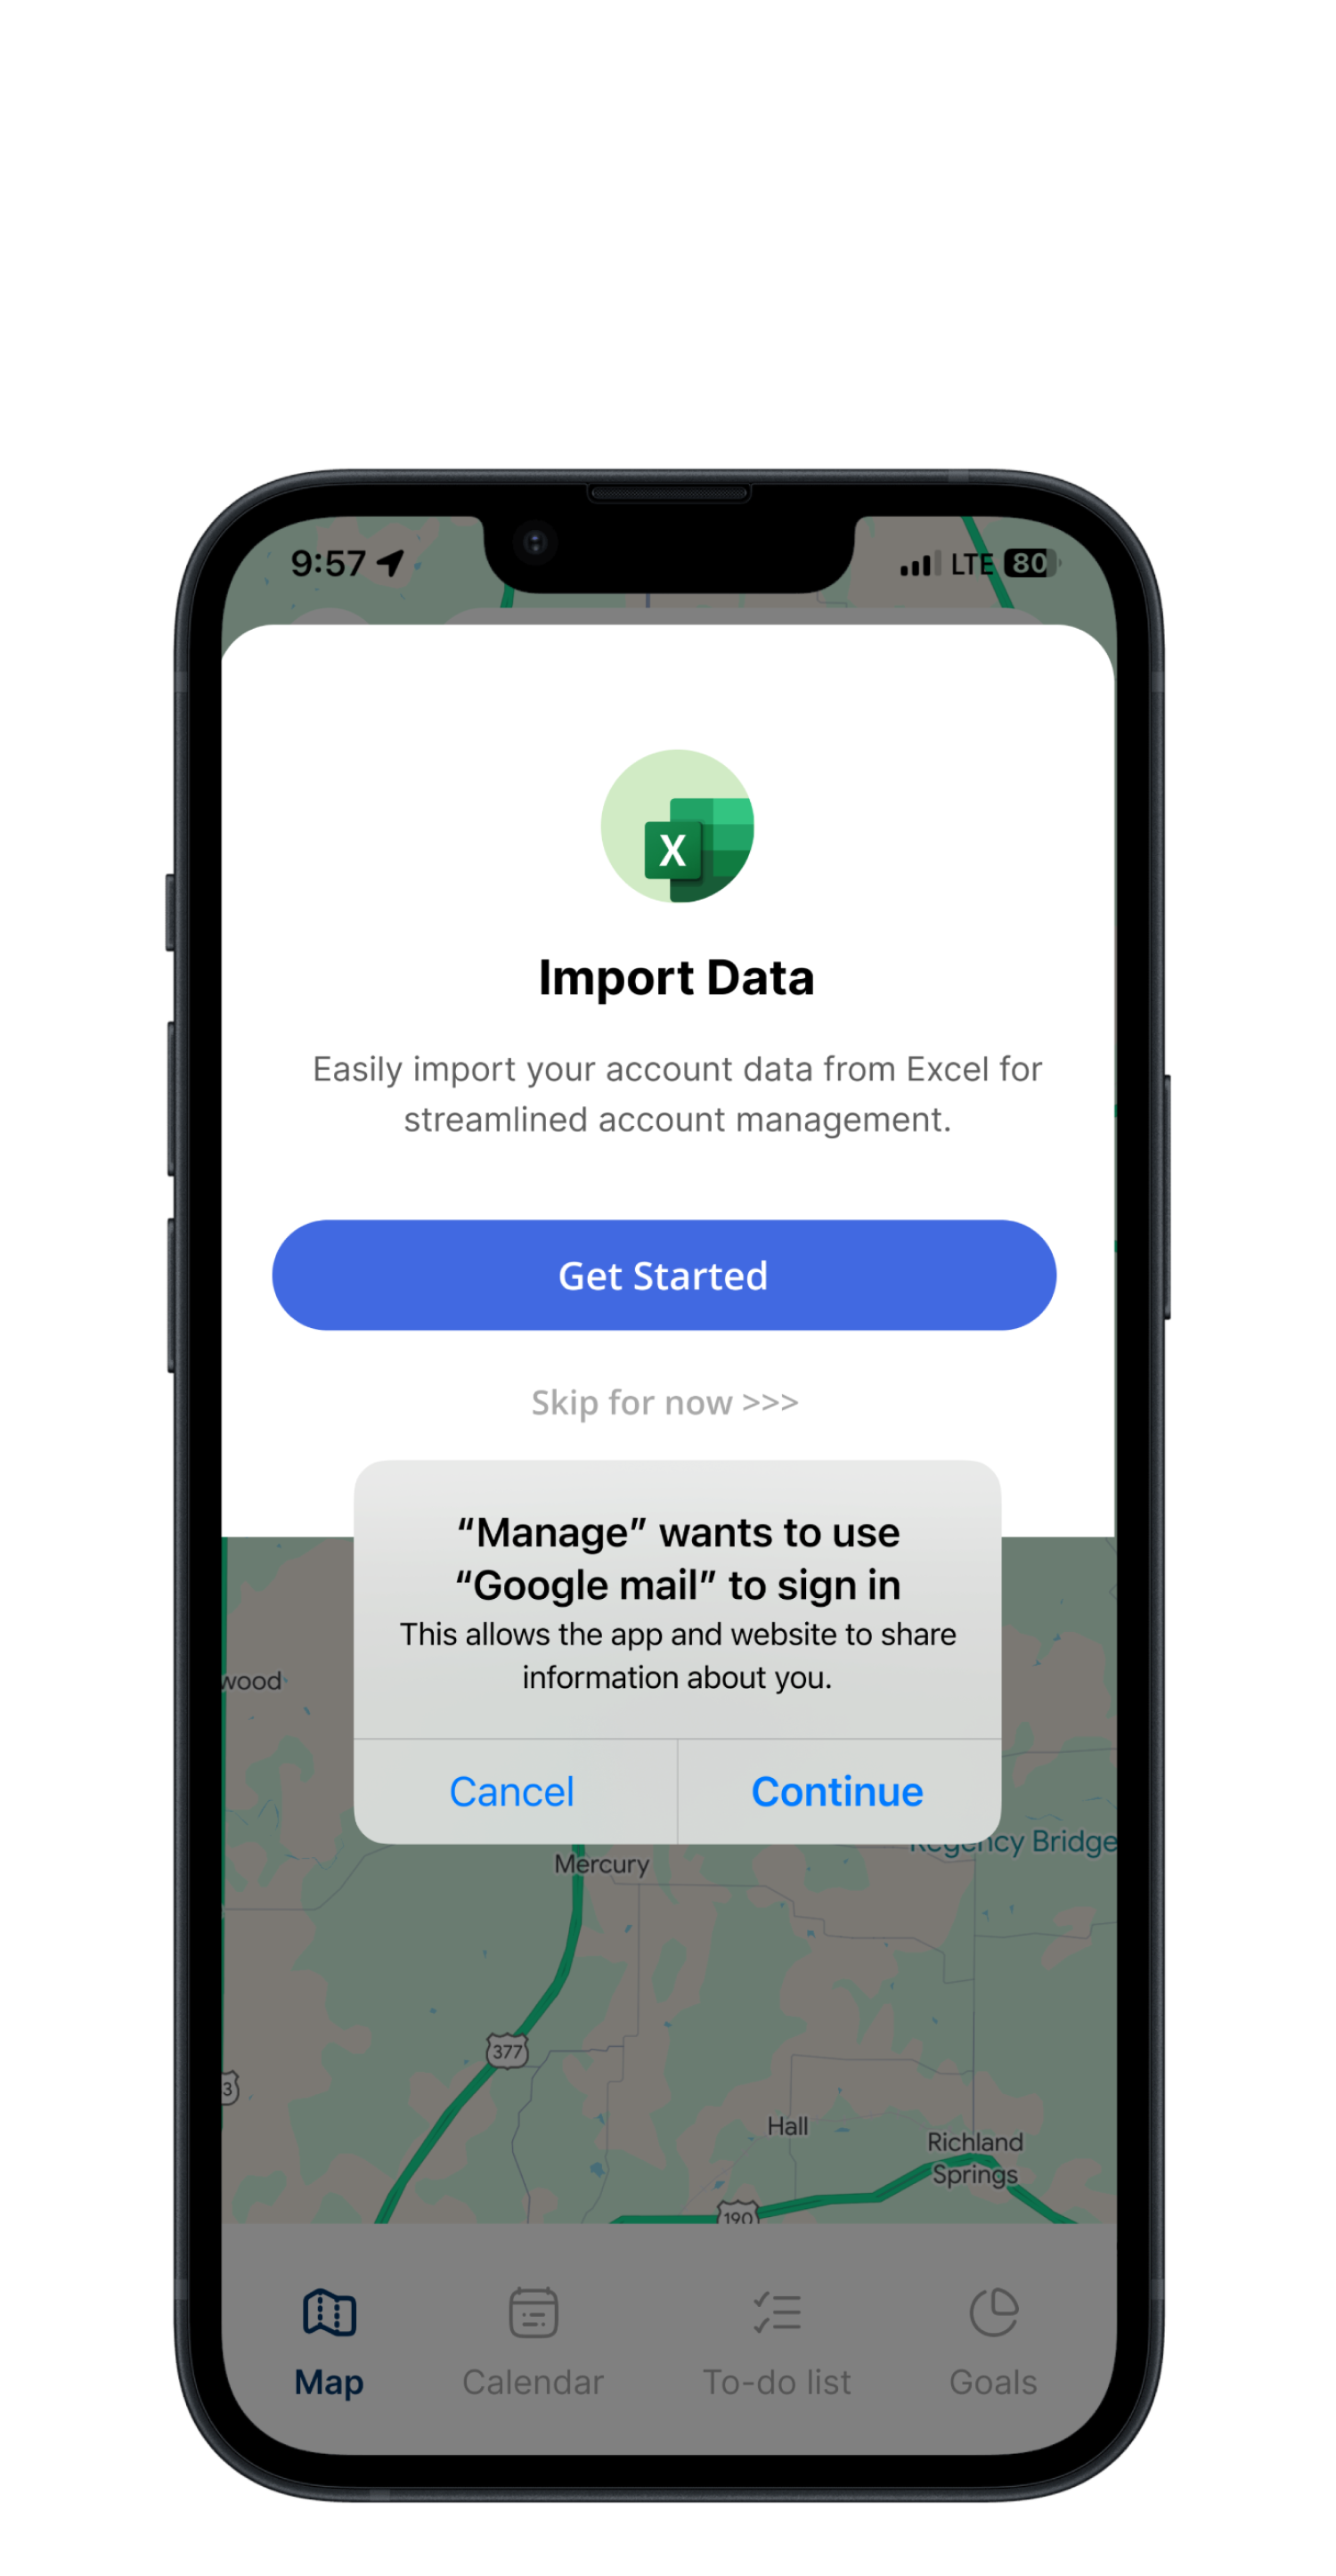 9:57 LTE 80
X
Import Data
Easily import your account data from Excel for
streamlined account management.
Get Started
Skip for now >>>
“Manage” wants to use
“Google mail” to sign in
This allows the app and website to share
information about you.
wood
Cancel Continue
Regency Bridge
Mercury
377
3
Hall
Richland
Springs
190
Map Calendar To-do list Goals